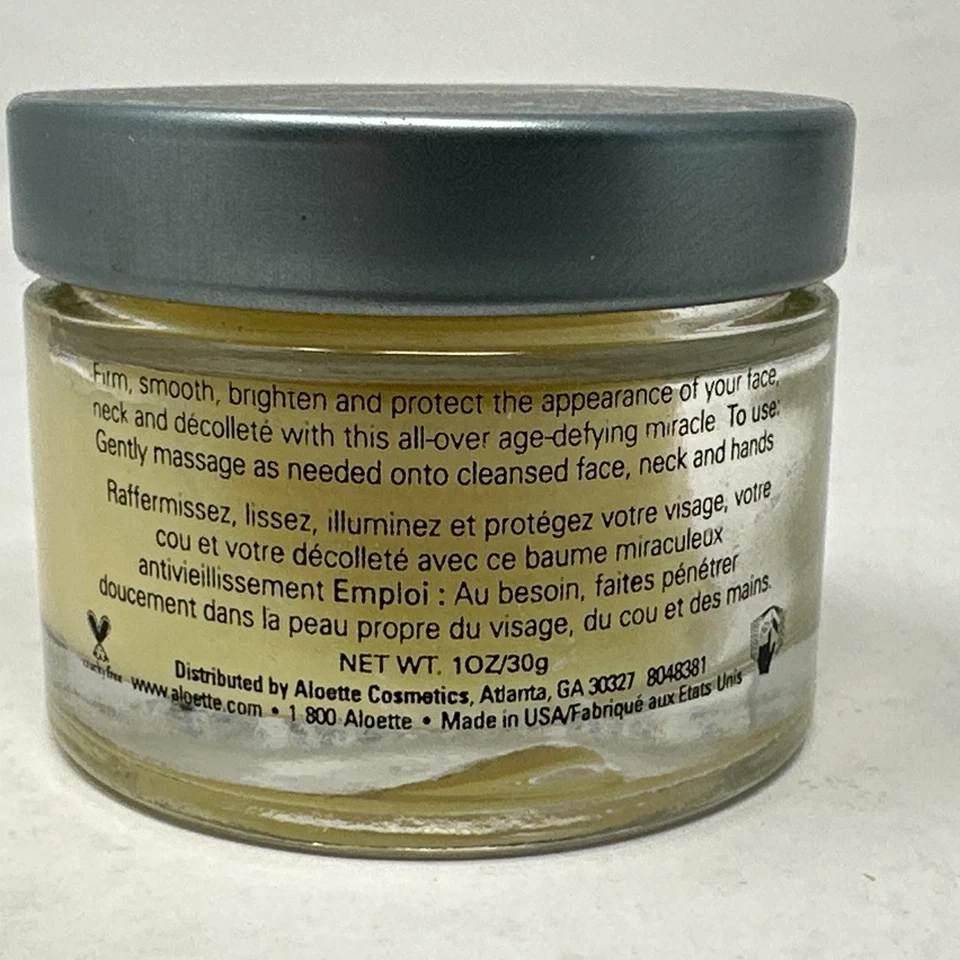 Firm, smooth, brighten and protect the appearance of your face,
neck and décolleté with this all-over age-defying miracle. To use:
Gently massage as needed onto cleansed face, neck and hands
Raffermissez, lissez, illuminez et protégez votre visage, votre
cou et votre décolleté avec ce baume miraculeux
antivieillissement Emploi : Au besoin, faites pénétrer
doucement dans la peau propre du visage, du cou et des mains.
NET WT. 1OZ/30g
cruelty free
Distributed by Aloette Cosmetics, Atlanta, GA 30327 8048381
www.aloette.com • 1 800 Aloette • Made in USA/Fabriqué aux Etats Unis